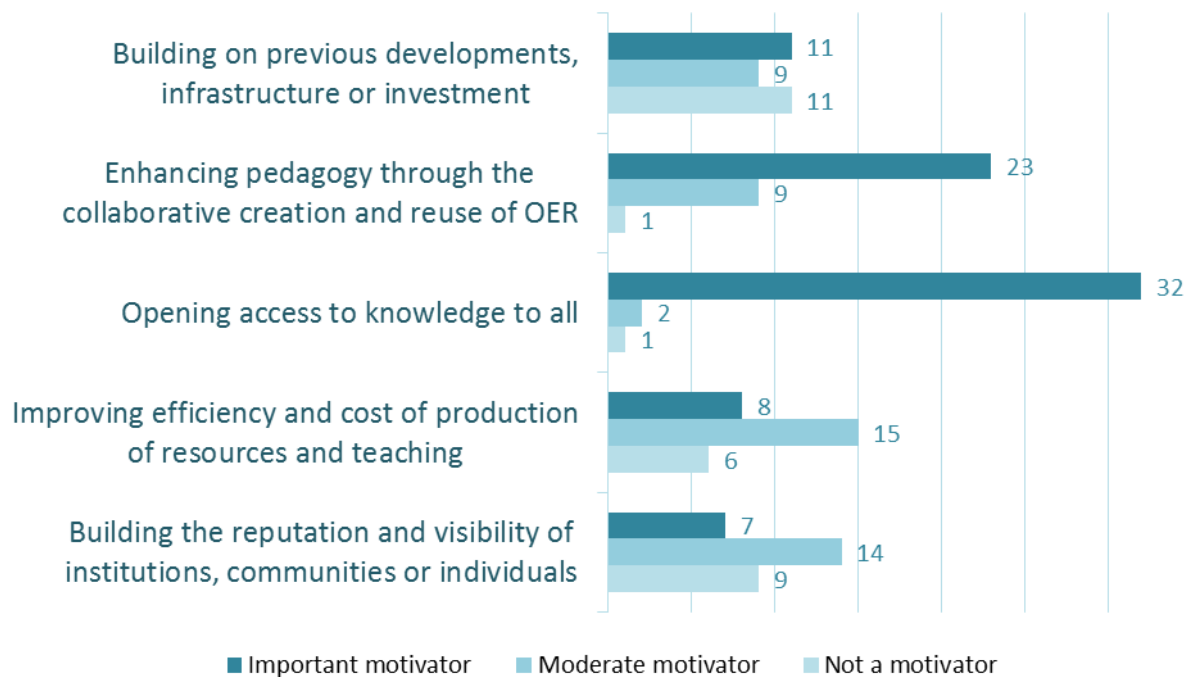 Building on previous developments,
infrastructure or investment
11
9
11
Enhancing pedagogy through the
collaborative creation and reuse of OER
23
9
1
Opening access to knowledge to all
32
2
1
Improving efficiency and cost of production
of resources and teaching
8
15
6
Building the reputation and visibility of
institutions, communities or individuals
7
14
9
Important motivator Moderate motivator Not a motivator